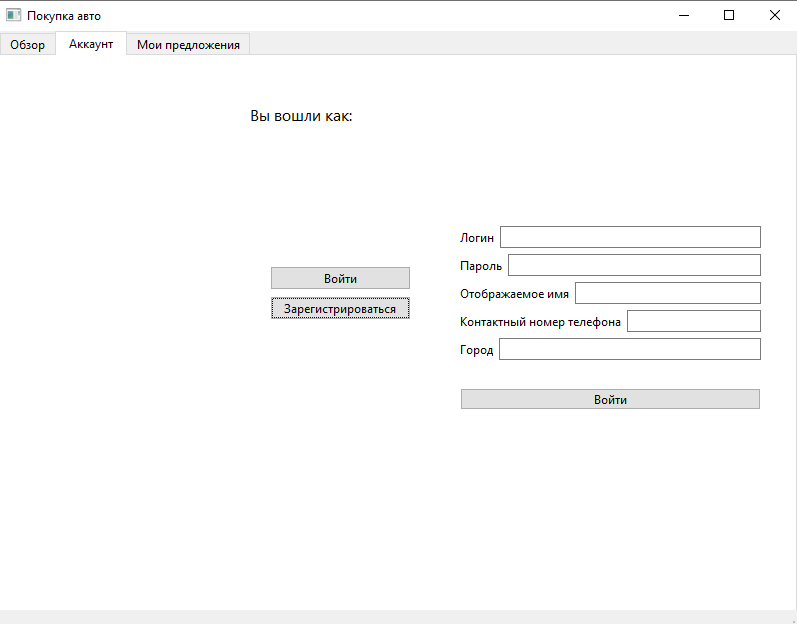 Покупка авто
Обзор Аккаунт Мои предложения
Вы вошли как:
Логин
Войти
Пароль
Зарегистрироваться
Отображаемое имя
Контактный номер телефона
Город
Войти